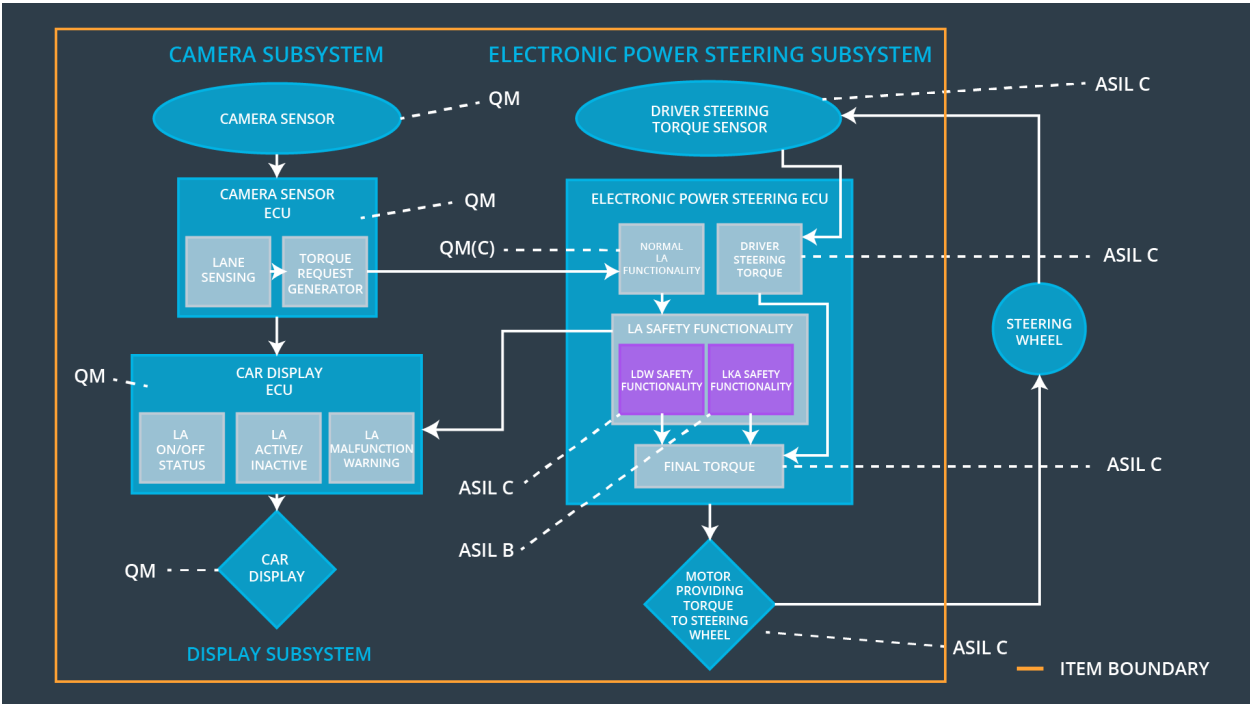 CAMERA SUBSYSTEM
ELECTRONIC POWER STEERING SUBSYSTEM
CAMERA SENSOR
QM
DRIVER STEERING
TORQUE SENSOR
ASIL C
CAMERA SENSOR
ECU
QM
LANE
SENSING
TORQUE
REQUEST
GENERATOR
QM(C)
ELECTRONIC POWER STEERING ECU
NORMAL
LA
FUNCTIONALITY
DRIVER
STEERING
TORQUE
ASIL C
LA SAFETY FUNCTIONALITY
LDW SAFETY
FUNCTIONALITY
LKA SAFETY
FUNCTIONALITY
STEERING
WHEEL
QM
CAR DISPLAY
ECU
LA
ON/OFF
STATUS
LA
ACTIVE/
INACTIVE
LA
MALFUNCTION
WARNING
FINAL TORQUE
ASIL C
ASIL C
ASIL B
QM
CAR
DISPLAY
MOTOR
PROVIDING
TORQUE
TO STEERING
WHEEL
ASIL C
DISPLAY SUBSYSTEM
ITEM BOUNDARY